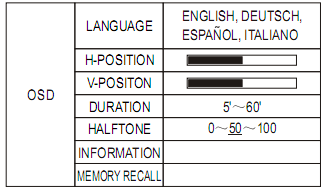 LANGUAGE
ENGLISH, DEUTSCH,
ESPAÑOL, ITALIANO
H-POSITION
V-POSITON
OSD
DURATION
5'～60'
HALFTONE
0～50～100
INFORMATION
MEMORY RECALL